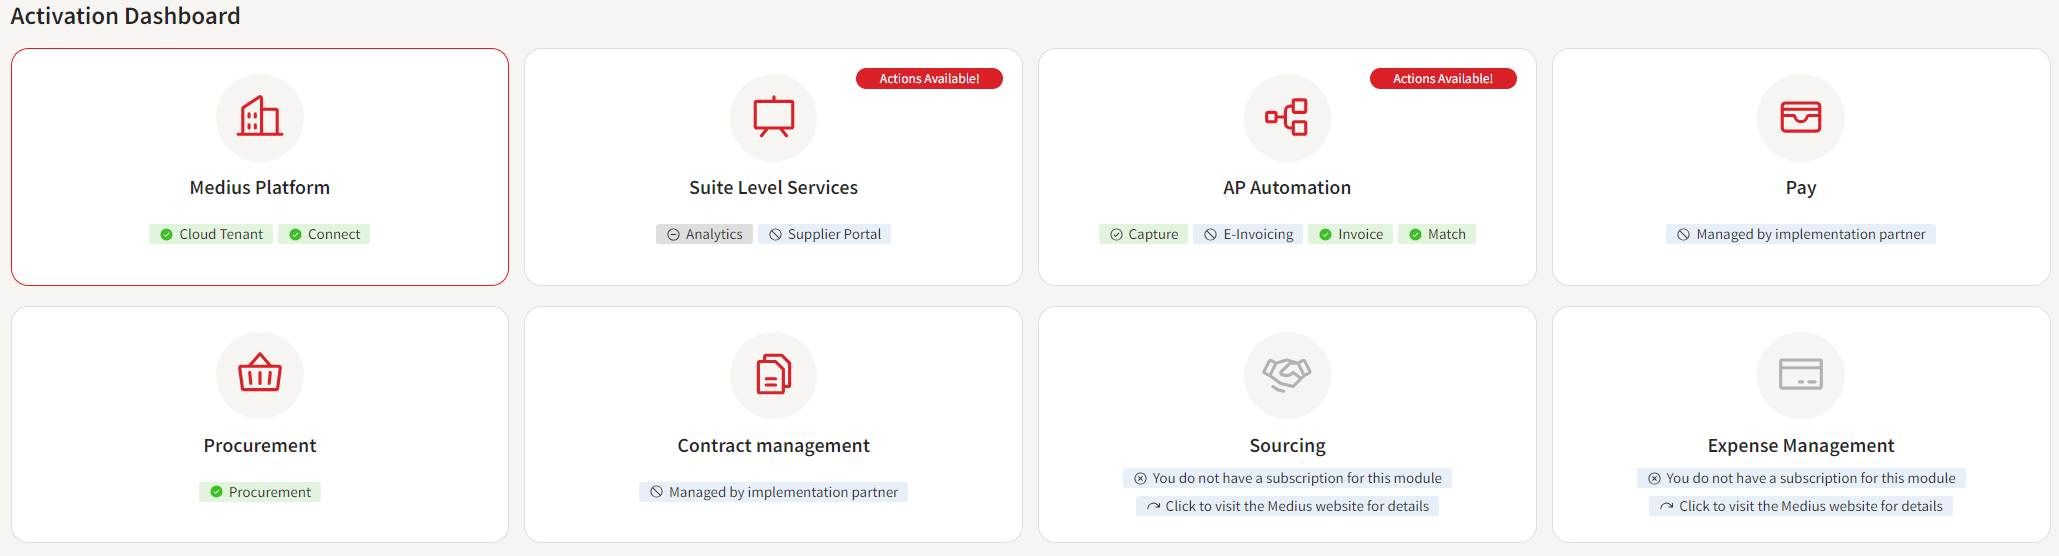 Activation Dashboard
Medius Platform
Cloud Tenant Connect
Actions Available!
Suite Level Services
Analytics Supplier Portal
Actions Available!
AP Automation
Capture E-Invoicing Invoice Match
Pay
Managed by implementation partner
Procurement
Procurement
Contract management
Managed by implementation partner
Sourcing
You do not have a subscription for this module
Click to visit the Medius website for details
Expense Management
You do not have a subscription for this module
Click to visit the Medius website for details